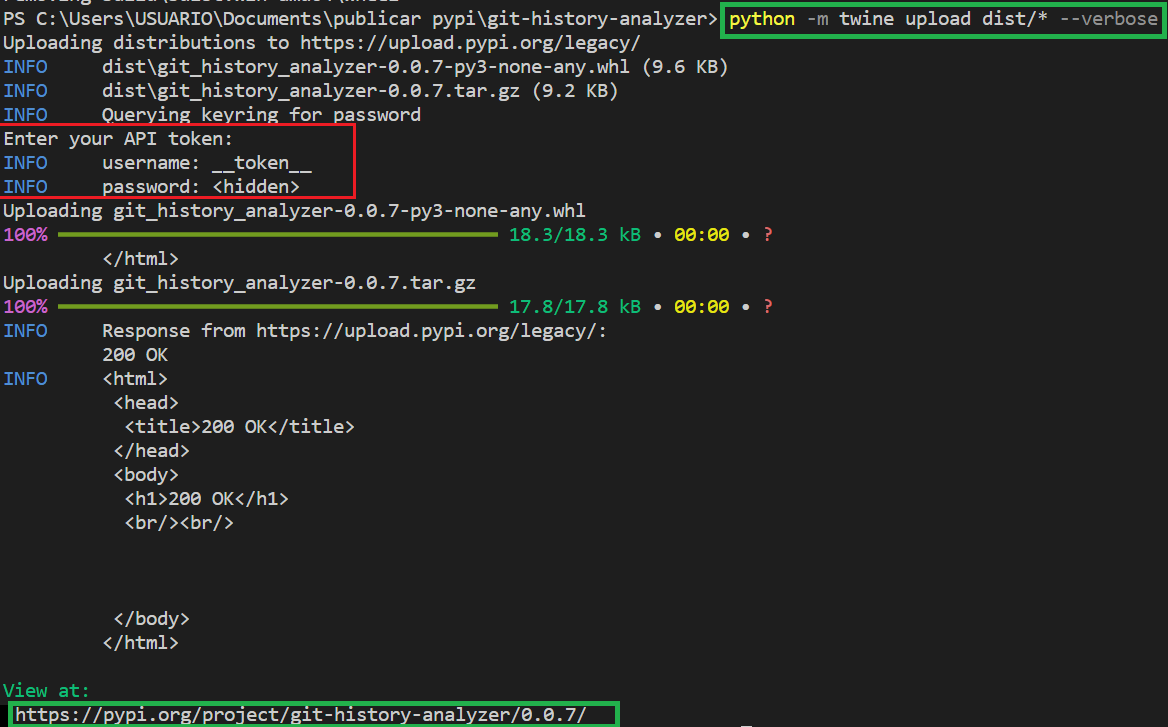 PS C:\Users\USUARIO\Documents\publicar pypi\git-history-analyzer> python -m twine upload dist/* --verbose
Uploading distributions to https://upload.pypi.org/legacy/
INFO     dist\git_history_analyzer-0.0.7-py3-none-any.whl (9.6 KB)
INFO     dist\git_history_analyzer-0.0.7.tar.gz (9.2 KB)
INFO     Querying keyring for password
Enter your API token:
INFO     username: __token__
INFO     password: <hidden>
Uploading git_history_analyzer-0.0.7-py3-none-any.whl
100% 18.3/18.3 kB • 00:00 • ?
         </html>
Uploading git_history_analyzer-0.0.7.tar.gz
100% 17.8/17.8 kB • 00:00 • ?
INFO     Response from https://upload.pypi.org/legacy/:
         200 OK
INFO     <html>
          <head>
           <title>200 OK</title>
          </head>
          <body>
           <h1>200 OK</h1>
           <br/><br/>
          </body>
         </html>
View at:
https://pypi.org/project/git-history-analyzer/0.0.7/